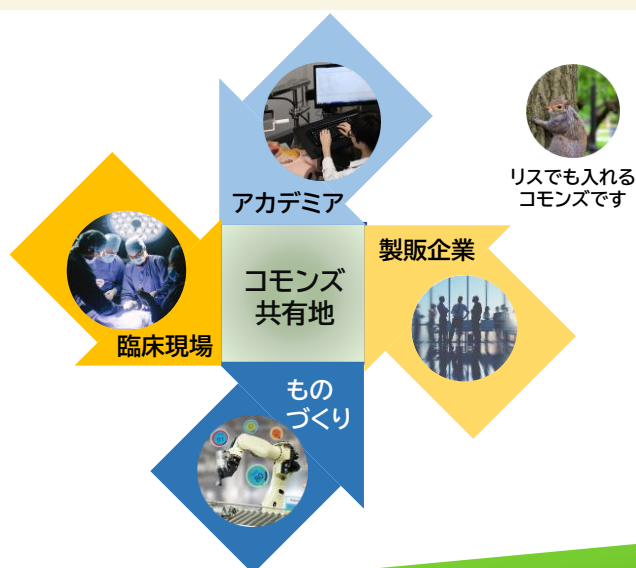 アカデミア
リスでも入れる
コモンズです
製販企業
コモンズ
共有地
臨床現場
もの
づくり